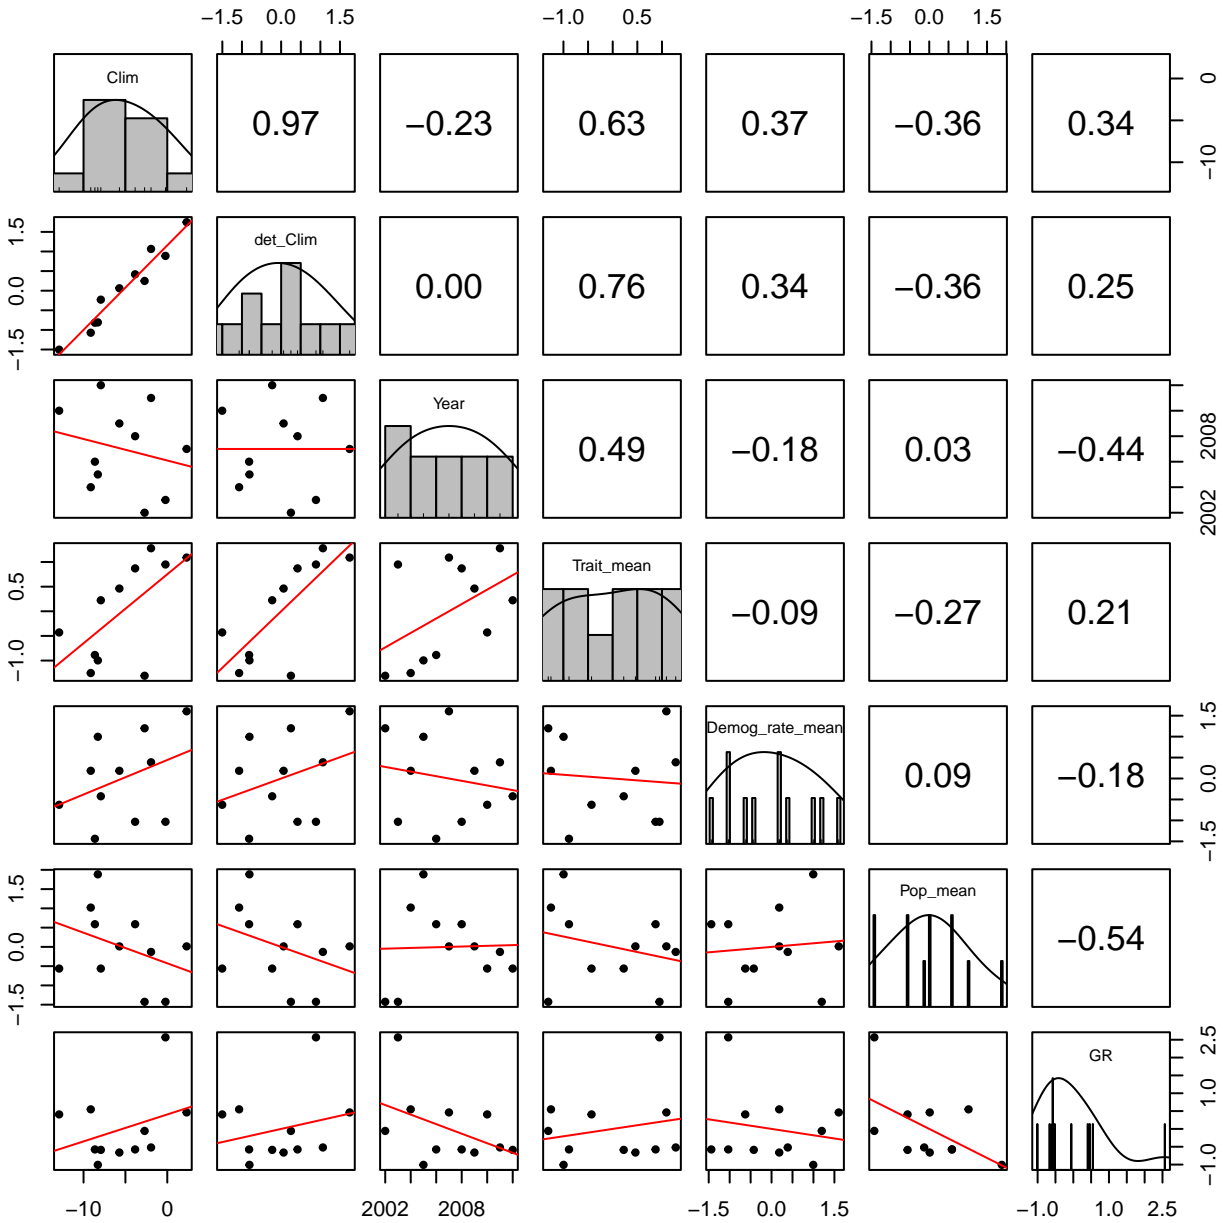 −1.5 0.0 1.5 −1.0 0.5 −1.5 0.0 1.5
Clim 0.97 −0.23 0.63 0.37 −0.36 0.34 −10 0
−1.5 0.0 1.5 det_Clim 0.00 0.76 0.34 −0.36 0.25
Year 0.49 −0.18 0.03 −0.44 2002 2008
−1.0 0.5 Trait_mean −0.09 −0.27 0.21
Demog_rate_mean 0.09 −0.18 −1.5 0.0 1.5
−1.5 0.0 1.5 Pop_mean −0.54
GR −1.0 1.0 2.5
−10 0 2002 2008 −1.5 0.0 1.5 −1.0 1.0 2.5